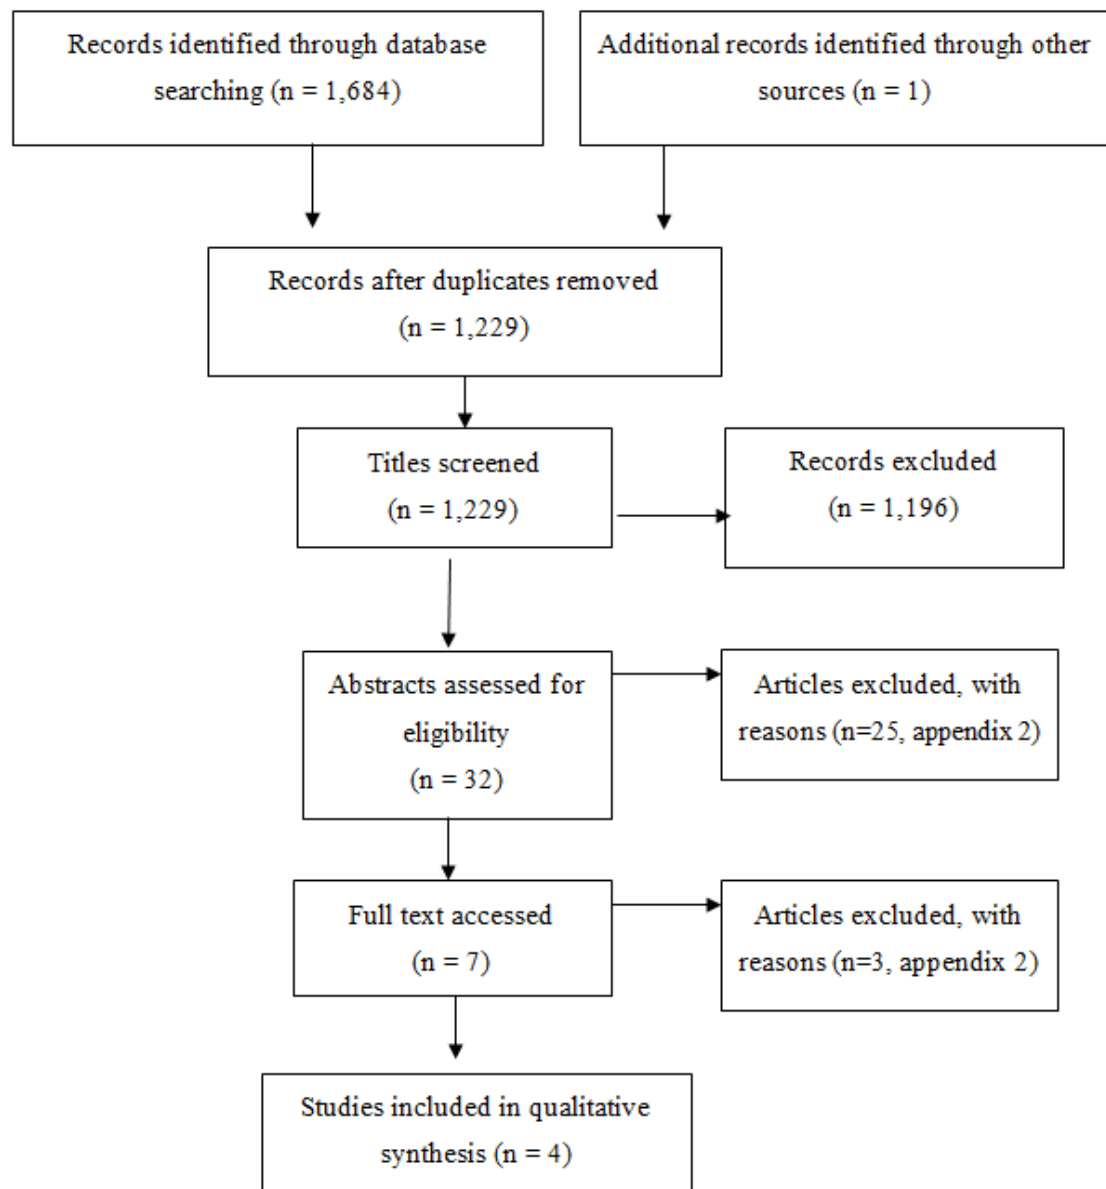 Records identified through database
searching (n = 1,684)
Additional records identified through other
sources (n = 1)
Records after duplicates removed
(n = 1,229)
Titles screened
(n = 1,229)
Records excluded
(n = 1,196)
Abstracts assessed for
eligibility
(n = 32)
Articles excluded, with
reasons (n=25, appendix 2)
Full text accessed
(n = 7)
Articles excluded, with
reasons (n=3, appendix 2)
Studies included in qualitative
synthesis (n = 4)